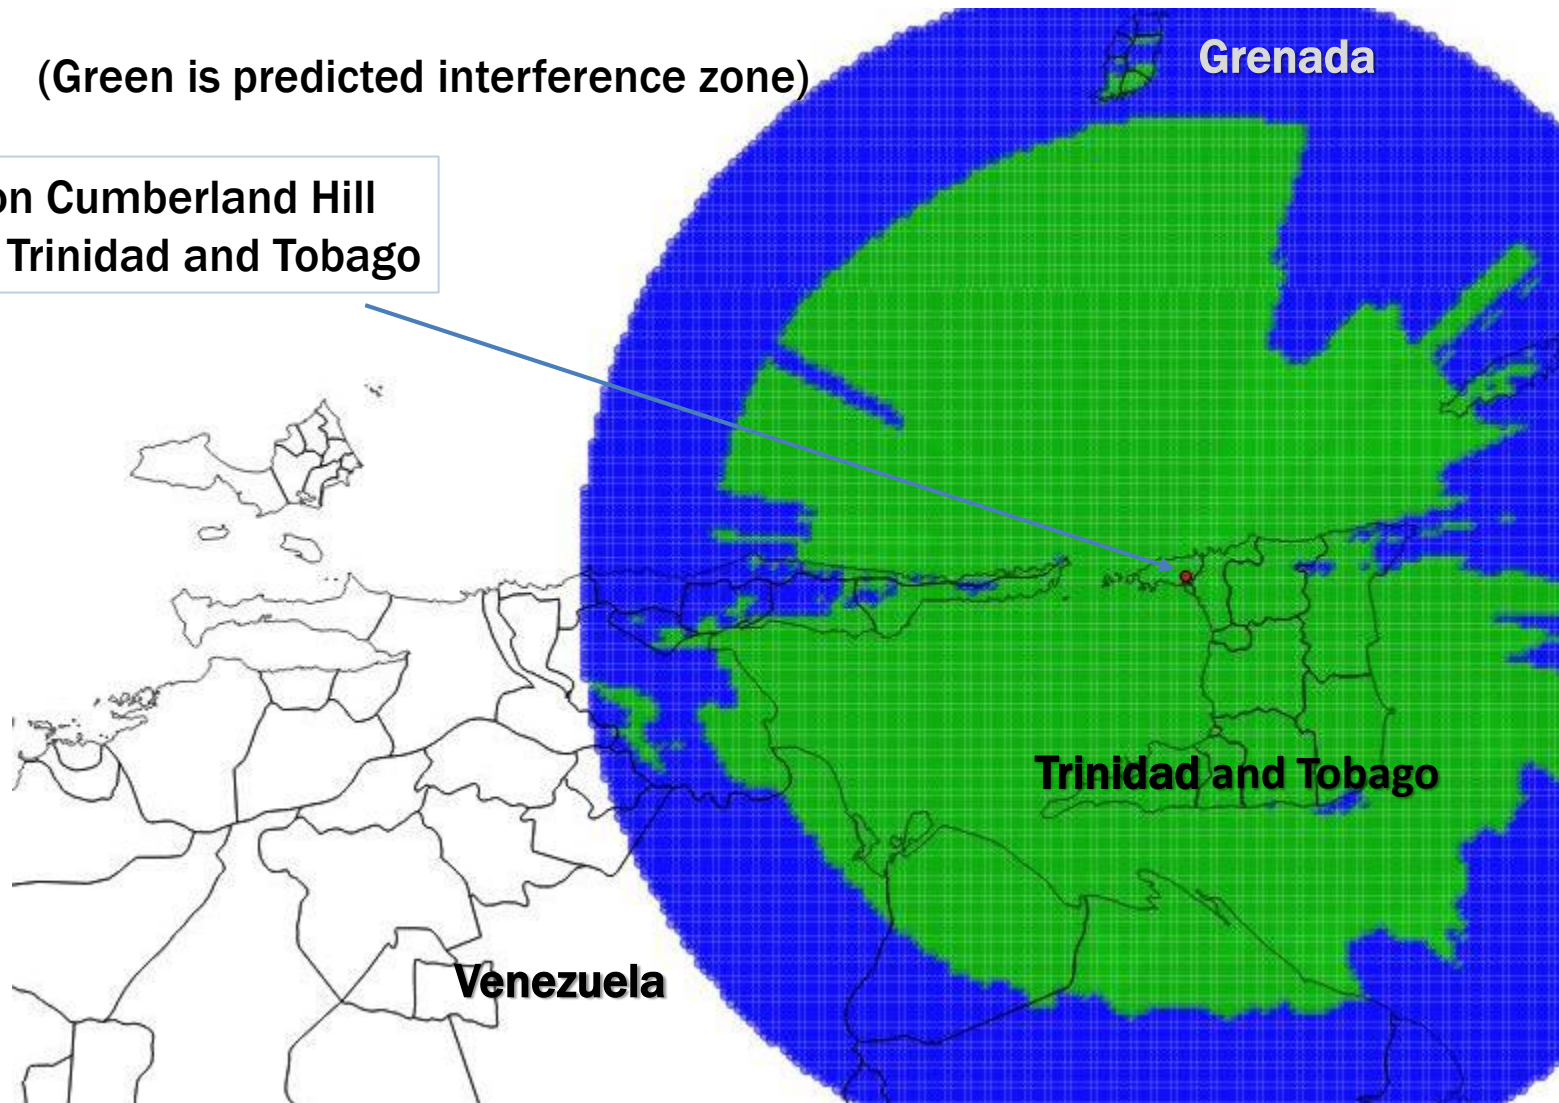 (Green is predicted interference zone)
Grenada
on Cumberland Hill
Trinidad and Tobago
Trinidad and Tobago
Venezuela